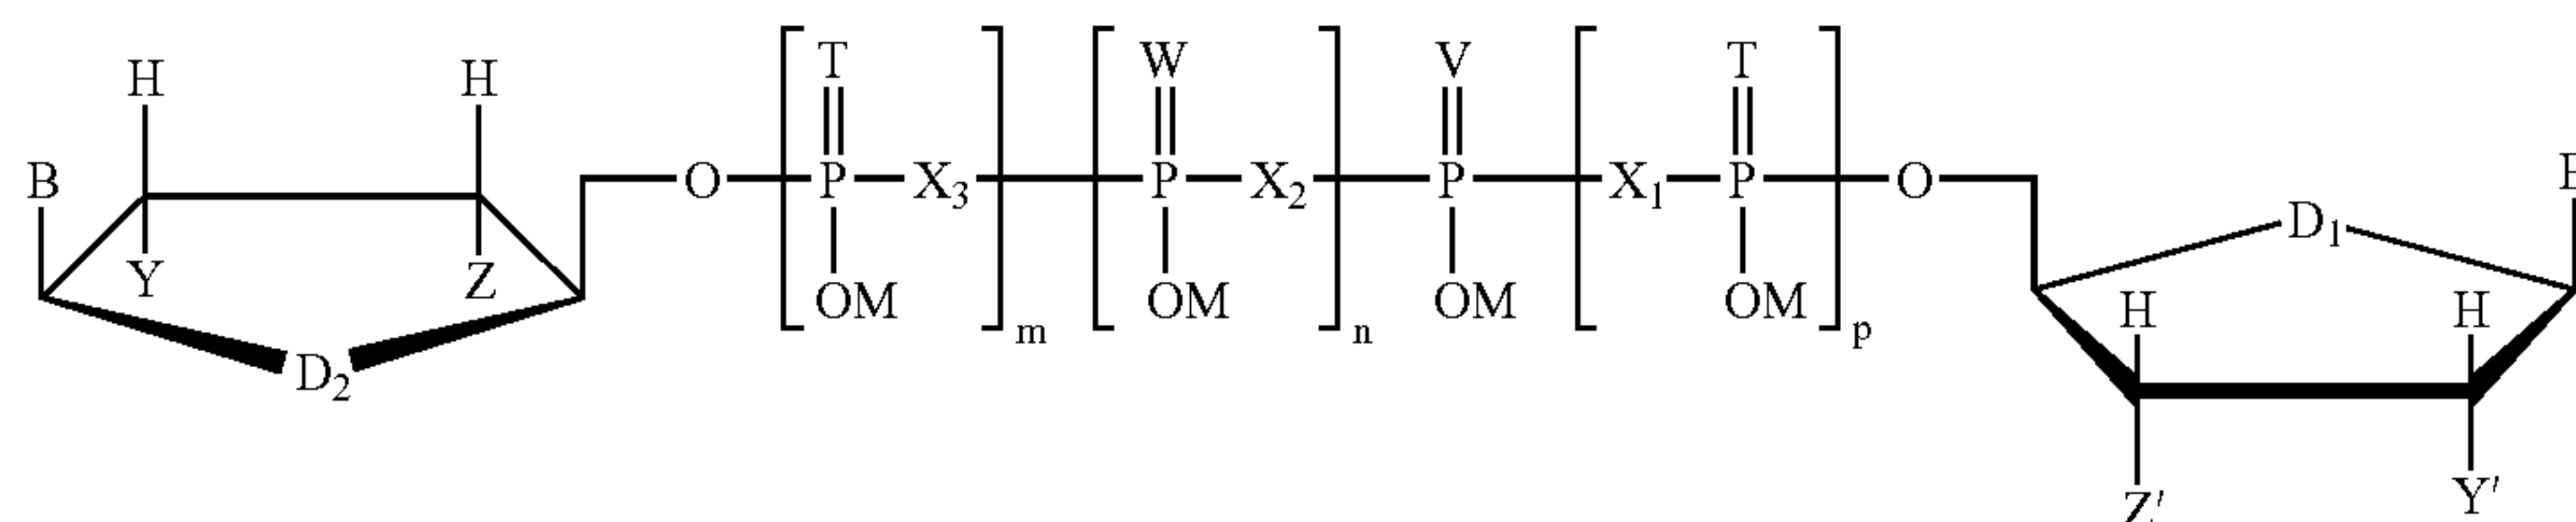 T W V T
H H
B O P X₃ P X₂ P X₁ P O
D₁
Y Z OM OM OM OM H H
m n p
D₂
Z' Y'